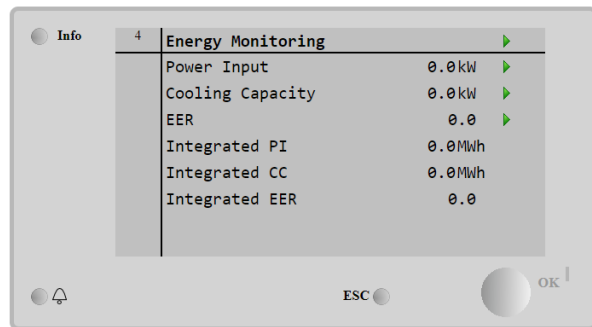 Info
4 Energy Monitoring
Power Input 0.0kW
Cooling Capacity 0.0kW
EER 0.0
Integrated PI 0.0MWh
Integrated CC 0.0MWh
Integrated EER 0.0
ESC
OK